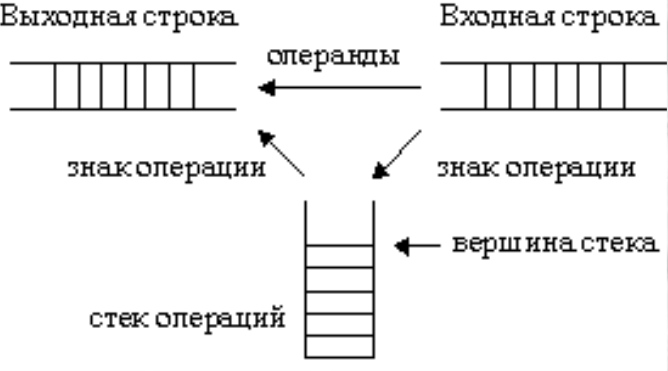 Выходная строка
Входная строка
операнды
знак операции
знак операции
вершина стека
стек операций